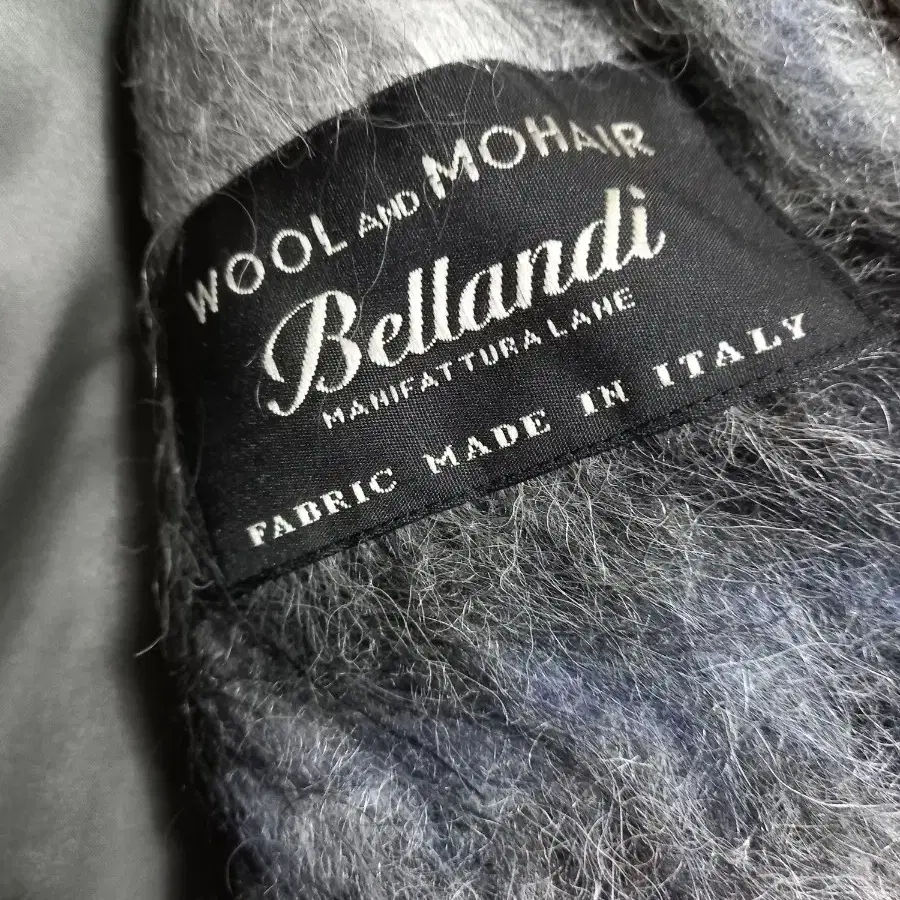 WOOL AND MOHAIR
Bellandi
MANIFATTURA LANE
FABRIC MADE IN ITALY